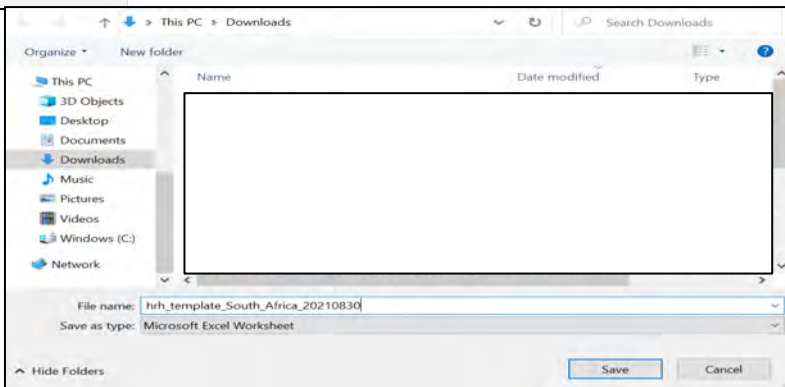 This PC > Downloads
Search Downloads
Organize
New folder
?
Name
Date modified
Type
This PC
3D Objects
Desktop
Documents
Downloads
Music
Pictures
Videos
Windows (C:)
Network
File name: hrh_template_South_Africa_20210830
Save as type: Microsoft Excel Worksheet
Hide Folders
Save
Cancel